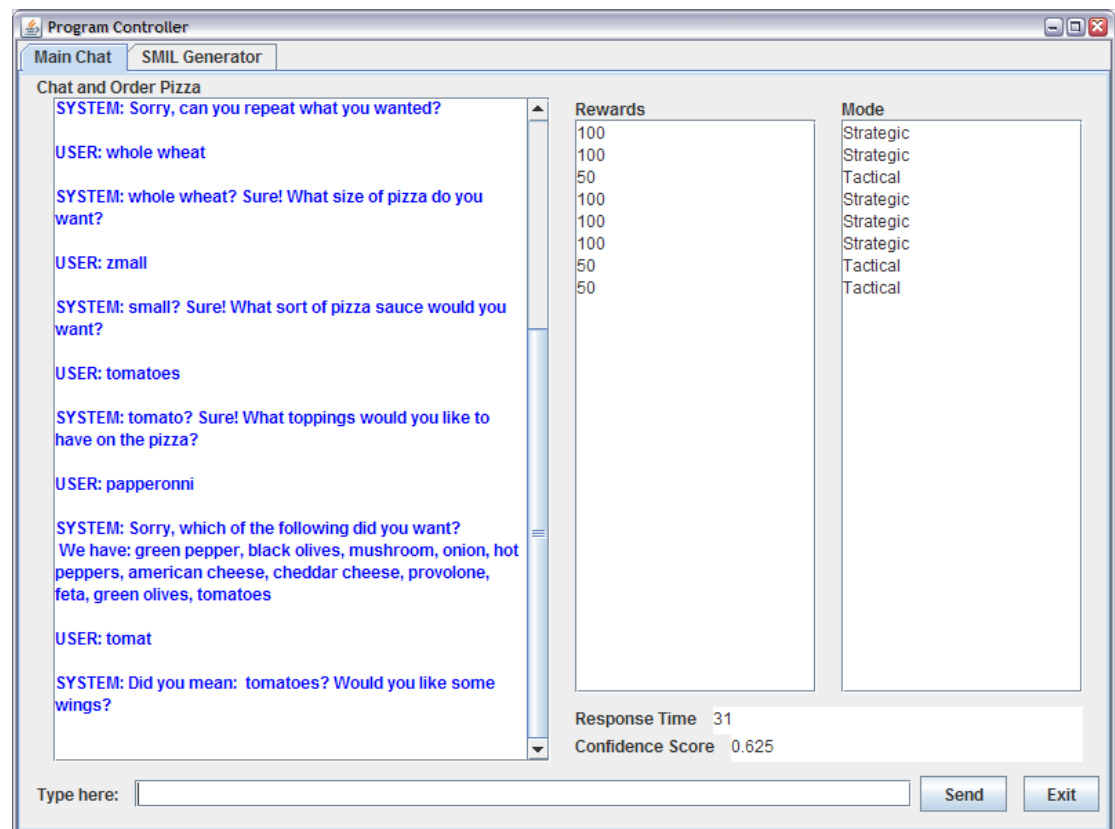 Program Controller
Main Chat SMIL Generator
Chat and Order Pizza
SYSTEM: Sorry, can you repeat what you wanted?
USER: whole wheat
SYSTEM: whole wheat? Sure! What size of pizza do you
want?
USER: zmall
SYSTEM: small? Sure! What sort of pizza sauce would you
want?
USER: tomatoes
SYSTEM: tomato? Sure! What toppings would you like to
have on the pizza?
USER: papperonni
SYSTEM: Sorry, which of the following did you want?
We have: green pepper, black olives, mushroom, onion, hot
peppers, american cheese, cheddar cheese, provolone,
feta, green olives, tomatoes
USER: tomat
SYSTEM: Did you mean: tomatoes? Would you like some
wings?
Rewards
100
100
50
100
100
100
50
50
Mode
Strategic
Strategic
Tactical
Strategic
Strategic
Strategic
Tactical
Tactical
Response Time 31
Confidence Score 0.625
Type here: Send Exit